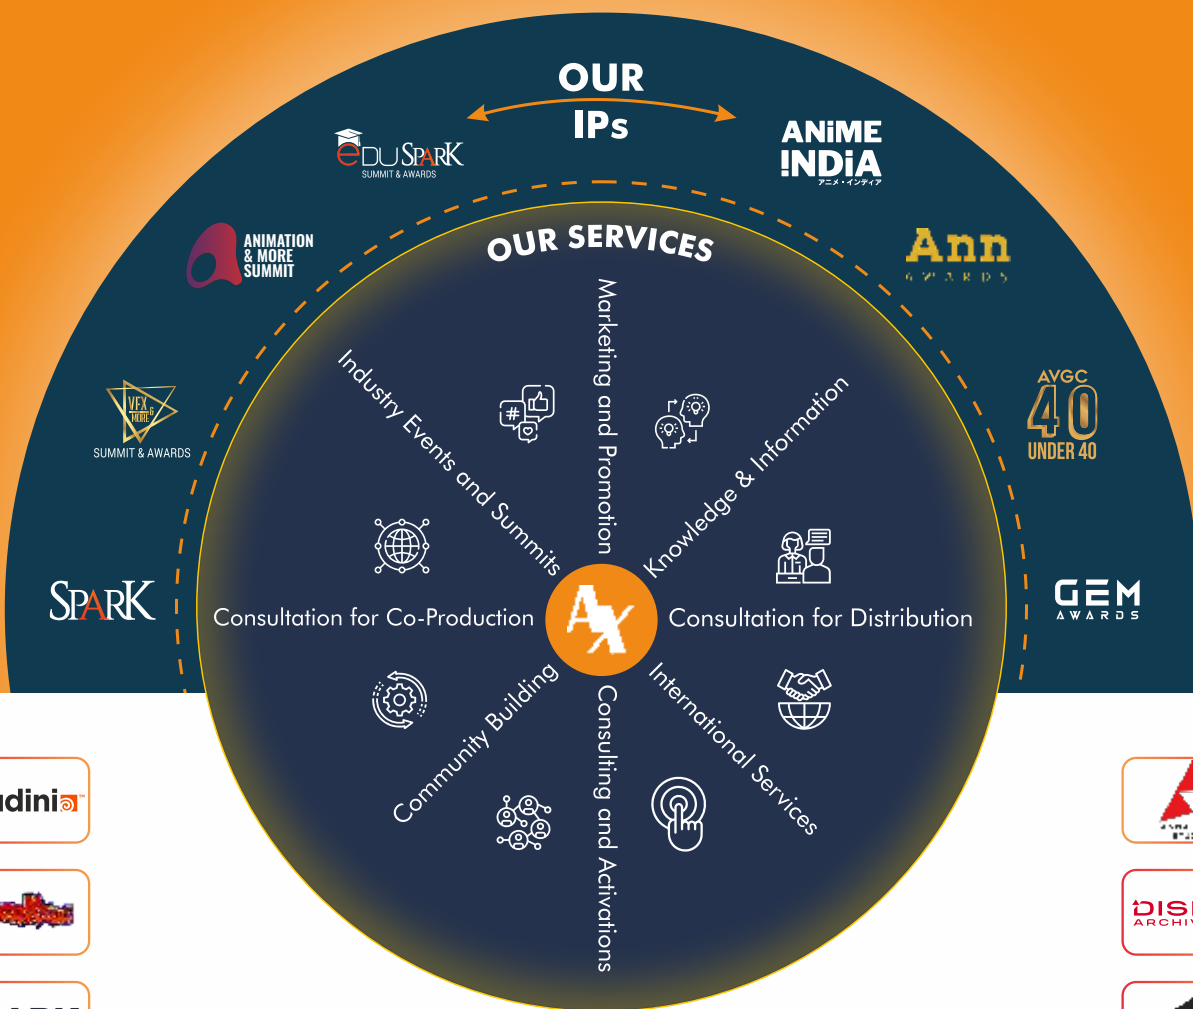 OUR
IPs
eDU SPARK
SUMMIT & AWARDS
ANiME
!NDiA
アニメ・インディア
ANIMATION
& MORE
SUMMIT
Ann
AWARDS
VFX
& MORE
SUMMIT & AWARDS
AVGC
40
UNDER 40
SPARK
GEM
AWARDS
OUR SERVICES
Marketing and Promotion
Industry Events and Summits
Knowledge & Information
Consultation for Co-Production
AX
Consultation for Distribution
Community Building
International Services
Consulting and Activations
#
dini
ARCHIV